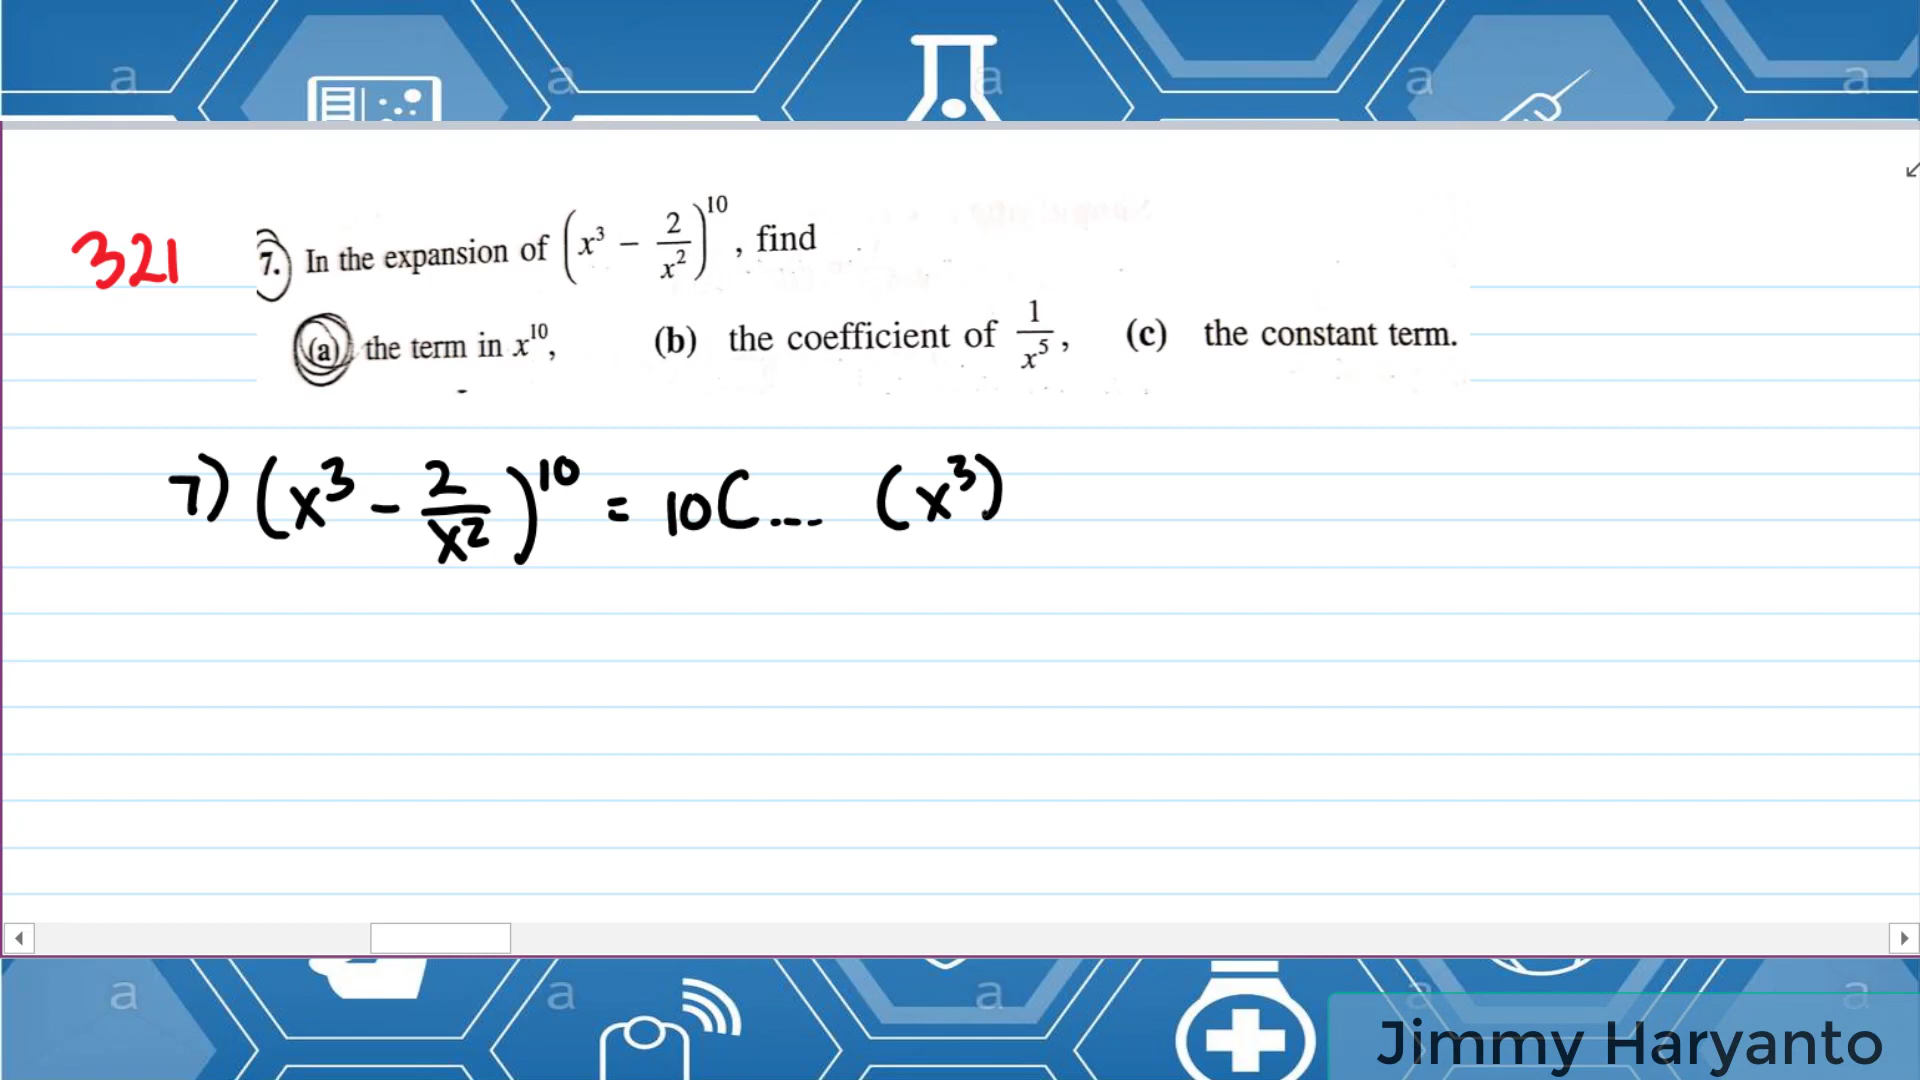 a a a a a
321 7. In the expansion of (x³ − 2/x²)¹⁰, find
(a) the term in x¹⁰, (b) the coefficient of 1/x⁵, (c) the constant term.
7) (x³ - 2/x²)¹⁰ = 10C.... (x³)
a a a a a
Jimmy Haryanto